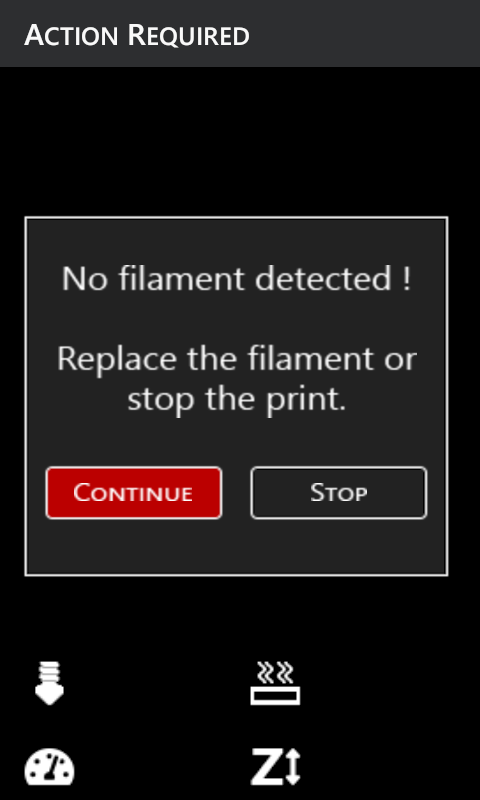 Action Required
No filament detected !
Replace the filament or
stop the print.
Continue
Stop
Z